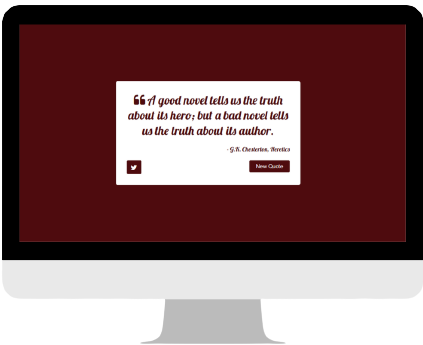 ❝ A good novel tells us the truth
about its hero; but a bad novel tells
us the truth about its author.
- G.K. Chesterton, Heretics
New Quote